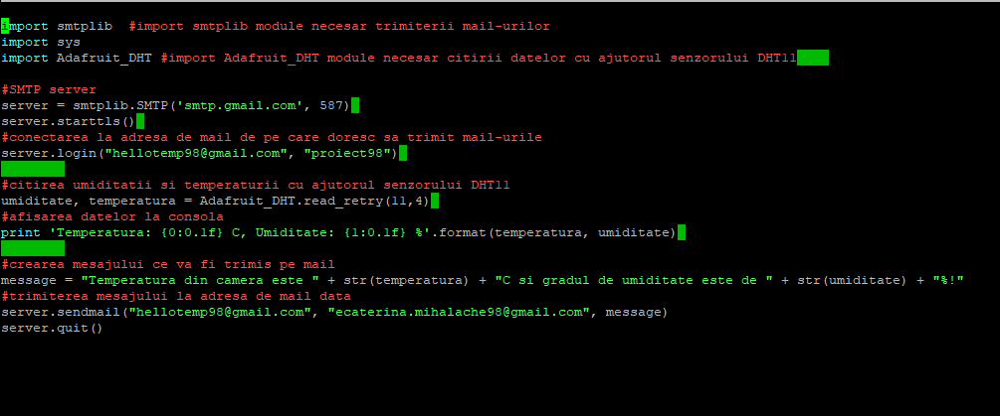 import smtplib  #import smtplib module necesar trimiterii mail-urilor
import sys
import Adafruit_DHT #import Adafruit_DHT module necesar citirii datelor cu ajutorul senzorului DHT11
#SMTP server
server = smtplib.SMTP('smtp.gmail.com', 587)
server.starttls()
#conectarea la adresa de mail de pe care doresc sa trimit mail-urile
server.login("hellotemp98@gmail.com", "proiect98")
#citirea umiditatii si temperaturii cu ajutorul senzorului DHT11
umiditate, temperatura = Adafruit_DHT.read_retry(11,4)
#afisarea datelor la consola
print 'Temperatura: {0:0.1f} C, Umiditate: {1:0.1f} %'.format(temperatura, umiditate)
#crearea mesajului ce va fi trimis pe mail
message = "Temperatura din camera este " + str(temperatura) + "C si gradul de umiditate este de " + str(umiditate) + "%!"
#trimiterea mesajului la adresa de mail data
server.sendmail("hellotemp98@gmail.com", "ecaterina.mihalache98@gmail.com", message)
server.quit()